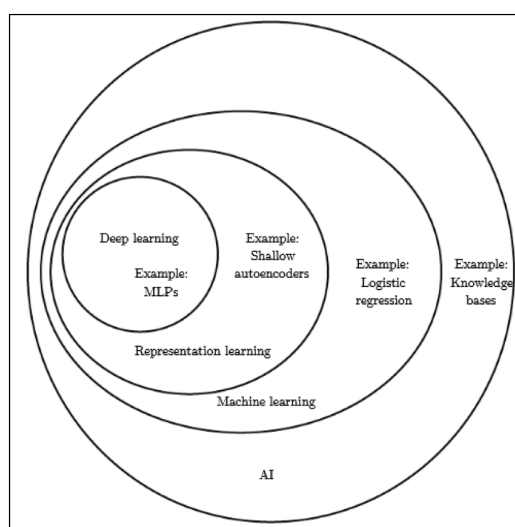 Deep learning
Example:
MLPs
Example:
Shallow
autoencoders
Example:
Logistic
regression
Example:
Knowledge
bases
Representation learning
Machine learning
AI